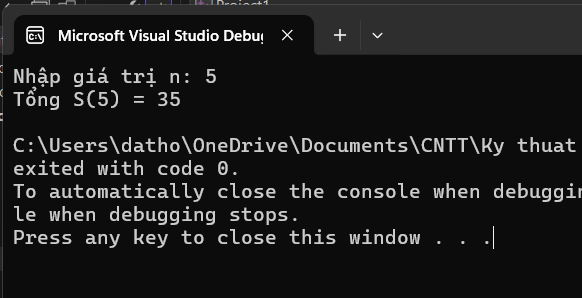 Project1
Microsoft Visual Studio Debug
Nhập giá trị n: 5
Tổng S(5) = 35
C:\Users\datho\OneDrive\Documents\CNTT\Ky thuat
exited with code 0.
To automatically close the console when debuggin
le when debugging stops.
Press any key to close this window . . .